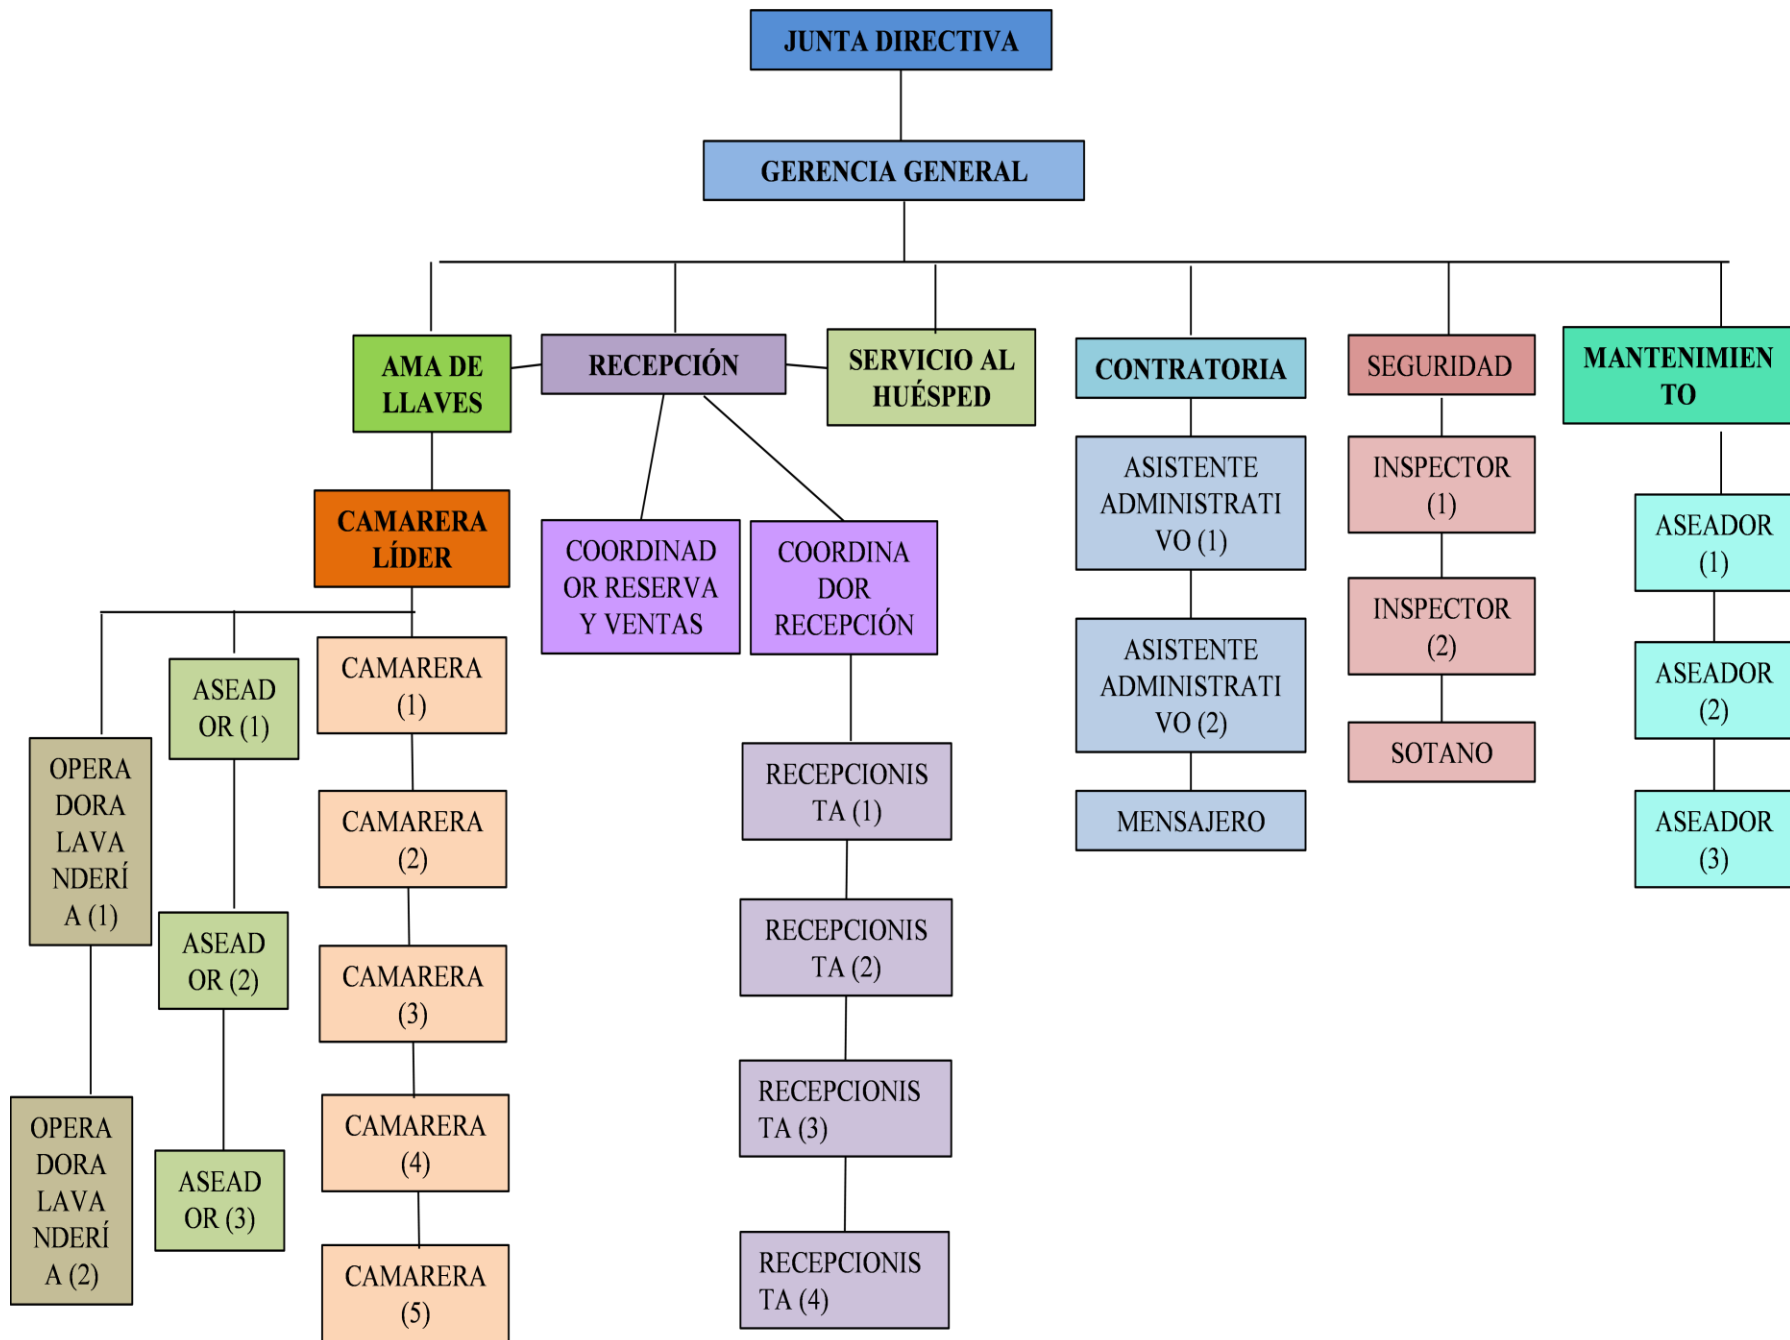 JUNTA DIRECTIVA
GERENCIA GENERAL
AMA DE
LLAVES
RECEPCIÓN
SERVICIO AL
HUÉSPED
CONTRATORIA
SEGURIDAD
MANTENIMIEN
TO
CAMARERA
LÍDER
COORDINAD
OR RESERVA
Y VENTAS
COORDINA
DOR
RECEPCIÓN
ASISTENTE
ADMINISTRATI
VO (1)
INSPECTOR
(1)
ASEADOR
(1)
OPERA
DORA
LAVA
NDERÍ
A (1)
ASEAD
OR (1)
CAMARERA
(1)
ASISTENTE
ADMINISTRATI
VO (2)
INSPECTOR
(2)
ASEADOR
(2)
CAMARERA
(2)
RECEPCIONIS
TA (1)
MENSAJERO
SOTANO
ASEADOR
(3)
ASEAD
OR (2)
CAMARERA
(3)
RECEPCIONIS
TA (2)
OPERA
DORA
LAVA
NDERÍ
A (2)
ASEAD
OR (3)
CAMARERA
(4)
RECEPCIONIS
TA (3)
CAMARERA
(5)
RECEPCIONIS
TA (4)